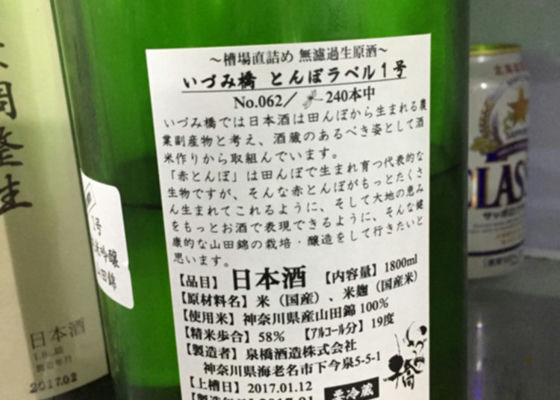 ～槽場直詰め 無濾過生原酒～
いづみ橋 とんぼラベル1号
No.062／ 240本中
いづみ橋では日本酒は田んぼから生まれる農
業副産物と考え、酒蔵のあるべき姿として酒
米作りから取組んでいます。
「赤とんぼ」は田んぼで生まれ育つ代表的な
生物ですが、そんな赤とんぼがもっとたくさ
ん生まれてこれるように、そして大地の恵み
をもっとお酒で表現できるように、そんな健
康的な山田錦の栽培・醸造をして行きたいと
思います。
【品目】日本酒 【内容量】1800ml
【原材料名】米（国産）、米麹（国産米）
【使用米】神奈川県産山田錦100%
【精米歩合】58% 【アルコール分】19度
【製造者】泉橋酒造株式会社
神奈川県海老名市下今泉5-5-1
【上槽日】2017.01.12
要冷蔵
1号
山田錦
日本酒
2017.02
CLASS